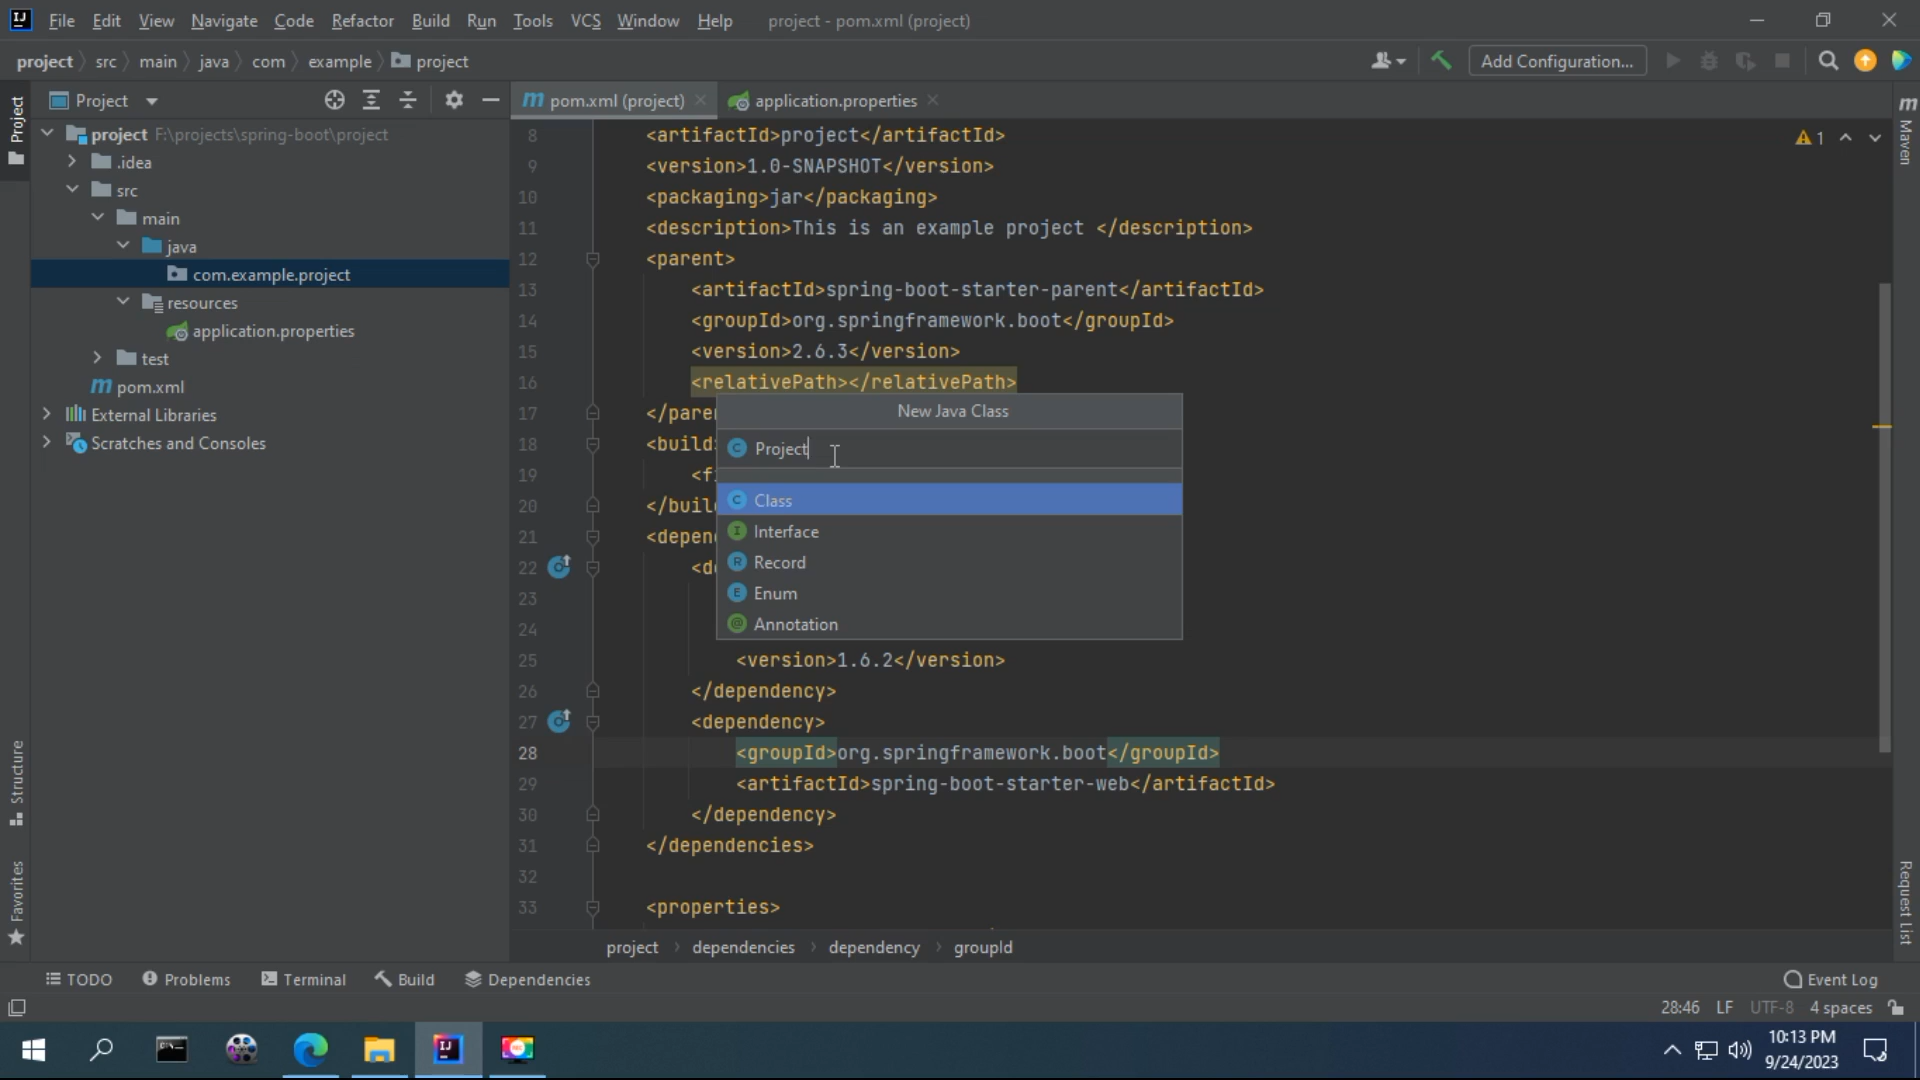 File Edit View Navigate Code Refactor Build Run Tools VCS Window Help project - pom.xml (project)
project src main java com example project Add Configuration...
Project pom.xml (project) application.properties
project F:\projects\spring-boot\project
.idea
src
main
java
com.example.project
resources
application.properties
test
pom.xml
External Libraries
Scratches and Consoles
8 <artifactId>project</artifactId>
9 <version>1.0-SNAPSHOT</version>
10 <packaging>jar</packaging>
11 <description>This is an example project </description>
12 <parent>
13 <artifactId>spring-boot-starter-parent</artifactId>
14 <groupId>org.springframework.boot</groupId>
15 <version>2.6.3</version>
16 <relativePath></relativePath>
17 </pare
18 <build
19 <f
20 </buil
21 <depen
22 <de
23
24
25 <version>1.6.2</version>
26 </dependency>
27 <dependency>
28 <groupId>org.springframework.boot</groupId>
29 <artifactId>spring-boot-starter-web</artifactId>
30 </dependency>
31 </dependencies>
32
33 <properties>
1
New Java Class
Project
Class
Interface
Record
Enum
Annotation
project dependencies dependency groupId
Project
Structure
Favorites
m
Maven
Request List
TODO Problems Terminal Build Dependencies Event Log
28:46 LF UTF-8 4 spaces
10:13 PM
9/24/2023